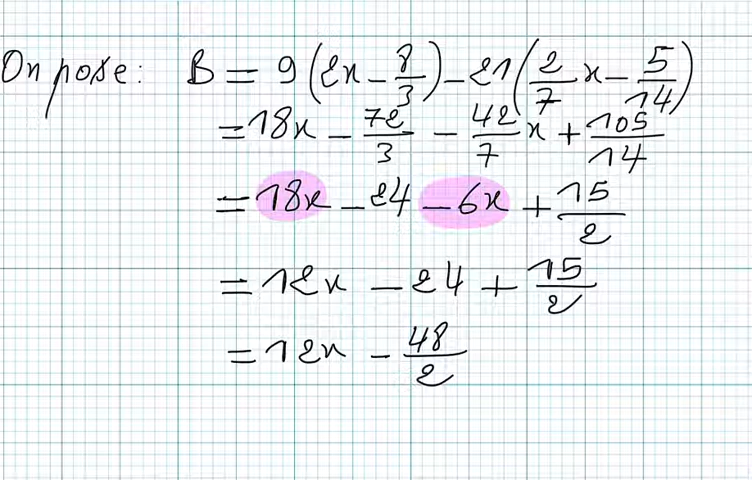 On pose : B = 9(2x - 8/3) - 21(2/7 x - 5/14)
= 18x - 72/3 - 42/7 x + 105/14
= 18x - 24 - 6x + 15/2
= 12x - 24 + 15/2
= 12x - 48/2